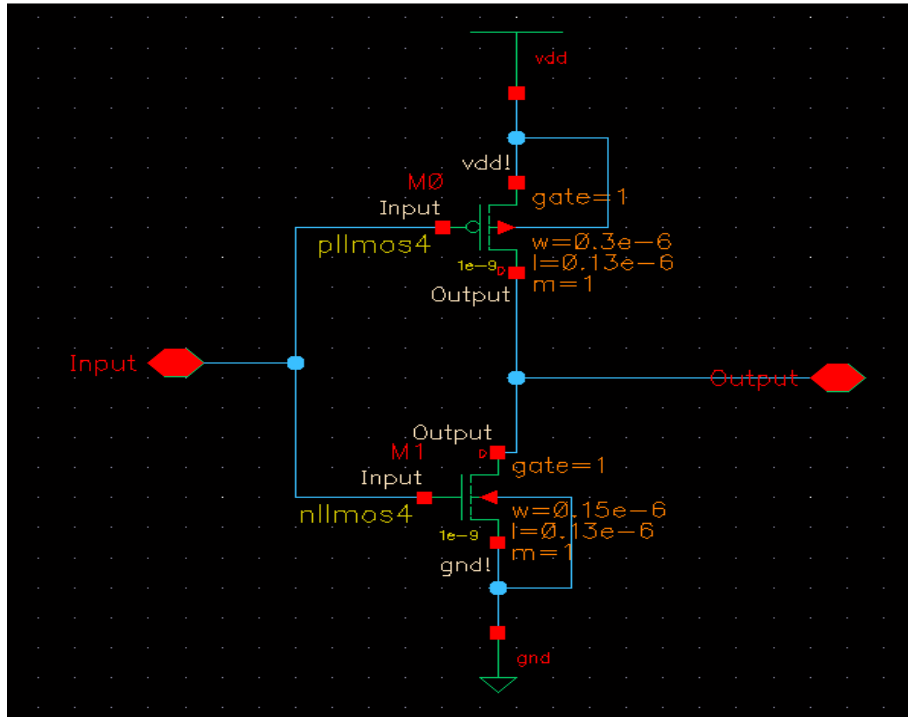 vdd
vdd!
M0
Input
gate=1
pllmos4
w=0.3e-6
1e-9
D
l=0.13e-6
m=1
Output
Input
Output
Output
M1
D
gate=1
Input
nllmos4
w=0.15e-6
1e-9
l=0.13e-6
m=1
gnd!
gnd